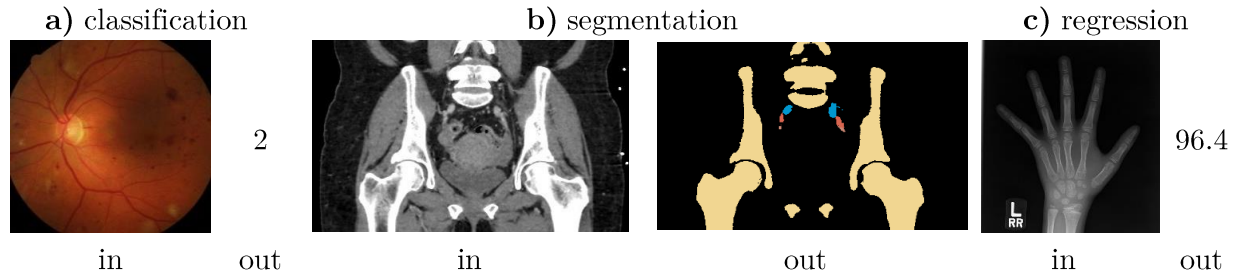 a) classification b) segmentation c) regression
2
96.4
L
RR
in out in out in out